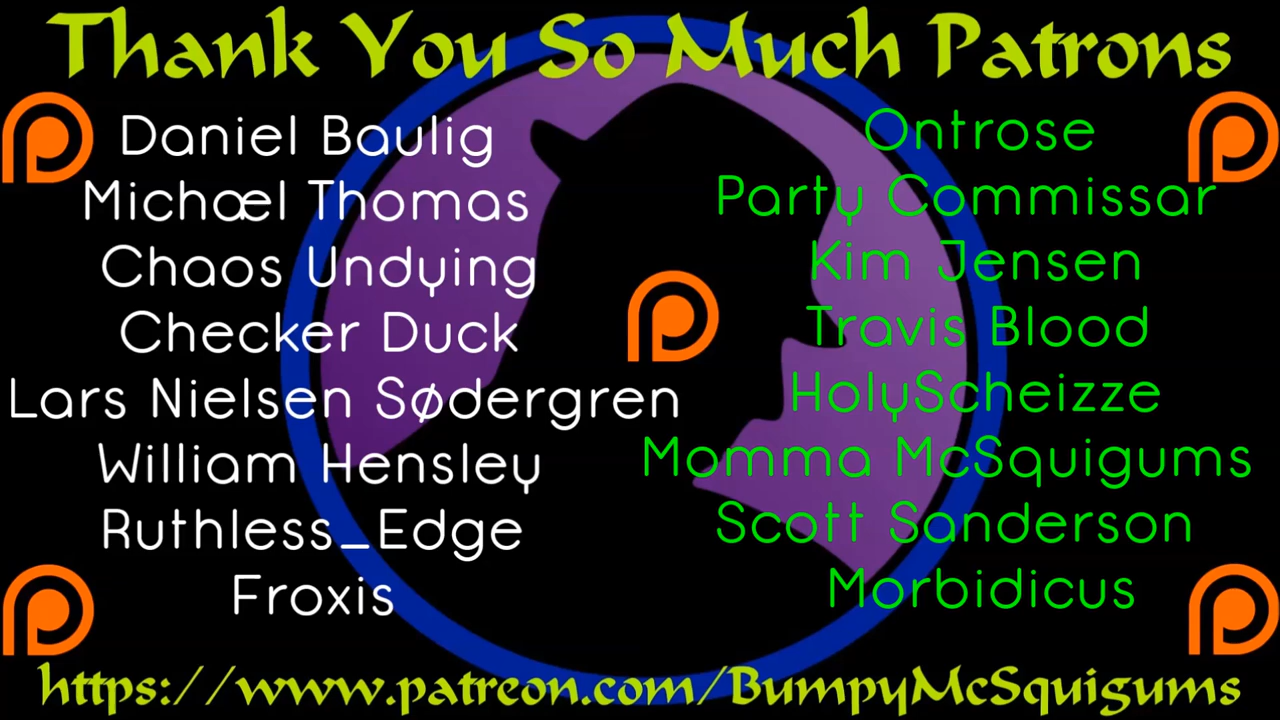 Thank You So Much Patrons
Daniel Baulig
Michael Thomas
Chaos Undying
Checker Duck
Lars Nielsen Sødergren
William Hensley
Ruthless_Edge
Froxis
Ontrose
Party Commissar
Kim Jensen
Travis Blood
HolyScheizze
Momma McSquigums
Scott Sanderson
Morbidicus
https://www.patreon.com/BumpyMcSquigums